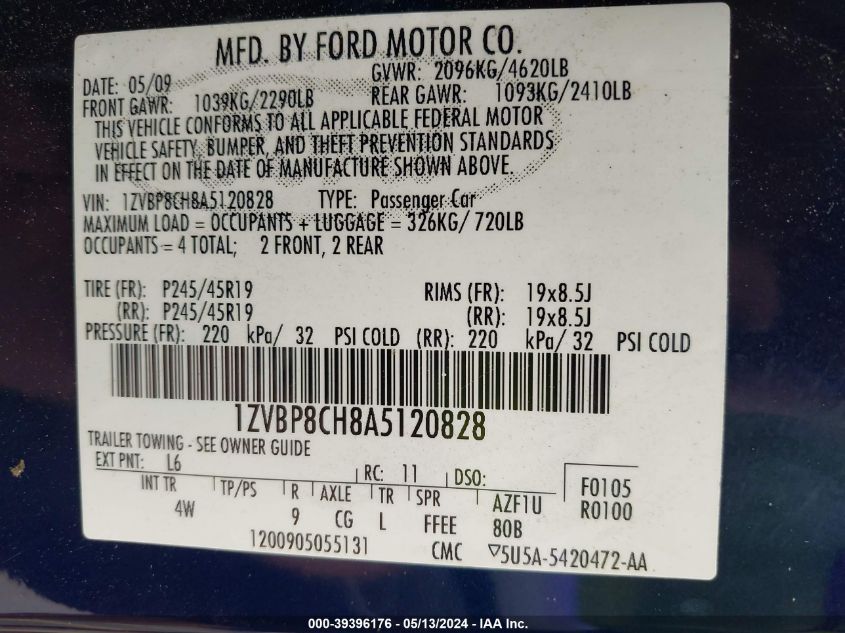 MFD. BY FORD MOTOR CO.
DATE: 05/09 GVWR: 2096KG/4620LB
FRONT GAWR: 1039KG/2290LB REAR GAWR: 1093KG/2410LB
THIS VEHICLE CONFORMS TO ALL APPLICABLE FEDERAL MOTOR
VEHICLE SAFETY, BUMPER, AND THEFT PREVENTION STANDARDS
IN EFFECT ON THE DATE OF MANUFACTURE SHOWN ABOVE.
VIN: 1ZVBP8CH8A5120828 TYPE: Passenger Car
MAXIMUM LOAD = OCCUPANTS + LUGGAGE = 326KG/ 720LB
OCCUPANTS = 4 TOTAL; 2 FRONT, 2 REAR
TIRE (FR): P245/45R19 RIMS (FR): 19x8.5J
(RR): P245/45R19 (RR): 19x8.5J
PRESSURE (FR): 220 kPa/ 32 PSI COLD (RR): 220 kPa/ 32 PSI COLD
1ZVBP8CH8A5120828
TRAILER TOWING - SEE OWNER GUIDE
EXT PNT: L6 RC: 11 DSO: F0105
INT TR TP/PS R AXLE TR SPR AZF1U R0100
4W 9 CG L FFEE 80B
1200905055131 CMC ▽5U5A-5420472-AA
000-39396176 - 05/13/2024 - IAA Inc.